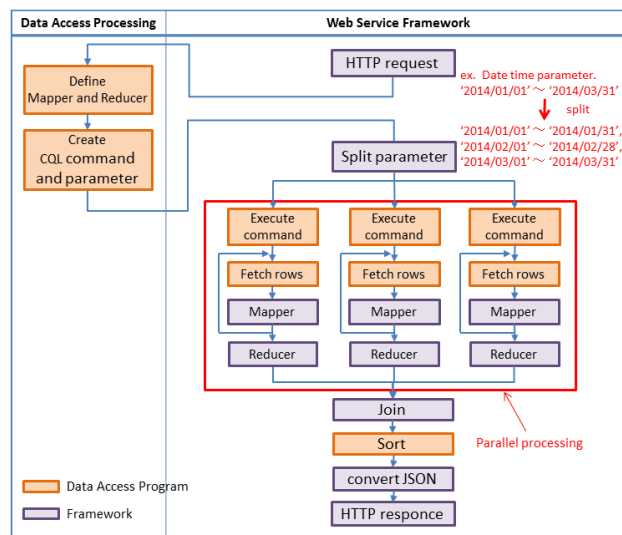 Data Access Processing
Web Service Framework
HTTP request
Define
Mapper and Reducer
Create
CQL command
and parameter
ex. Date time parameter.
‘2014/01/01’ ～ ‘2014/03/31’
split
‘2014/01/01’ ～ ‘2014/01/31’,
‘2014/02/01’ ～ ‘2014/02/28’,
‘2014/03/01’ ～ ‘2014/03/31’
Split parameter
Execute
command
Execute
command
Execute
command
Fetch rows
Fetch rows
Fetch rows
Mapper
Mapper
Mapper
Reducer
Reducer
Reducer
Join
Parallel processing
Sort
convert JSON
HTTP responce
Data Access Program
Framework